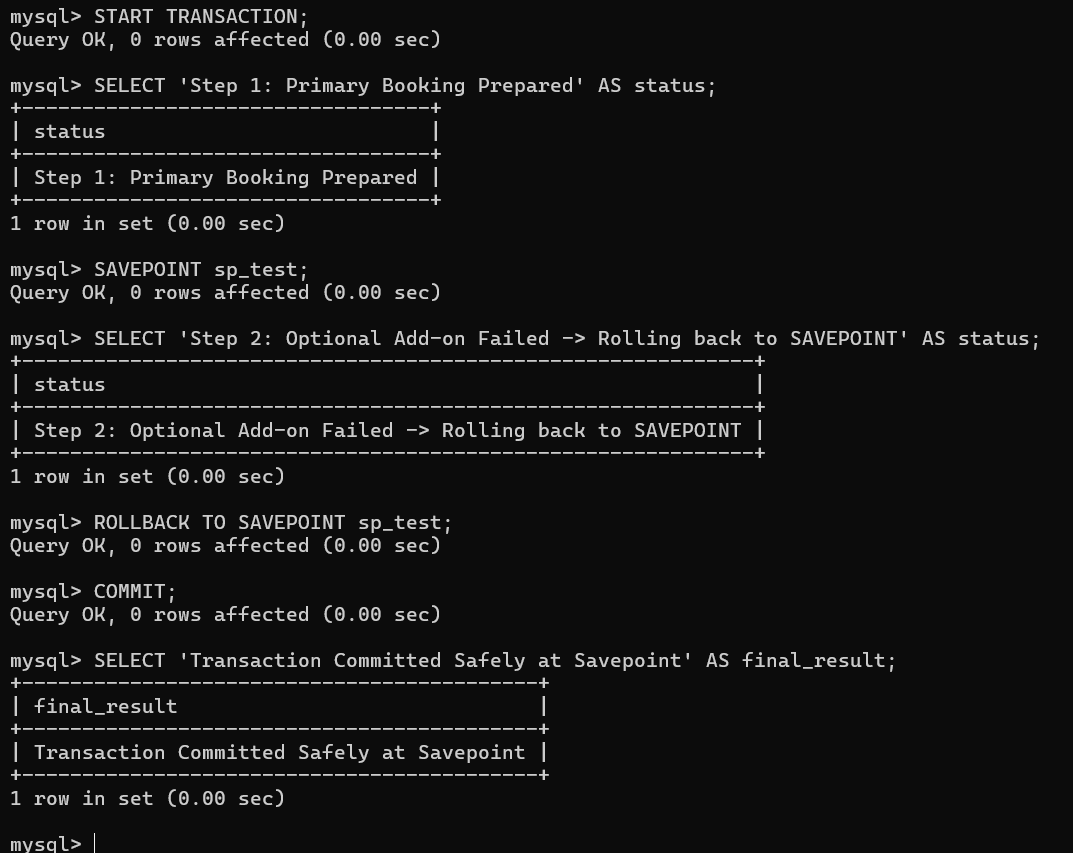 mysql> START TRANSACTION;
Query OK, 0 rows affected (0.00 sec)

mysql> SELECT 'Step 1: Primary Booking Prepared' AS status;
+----------------------------------+
| status                           |
+----------------------------------+
| Step 1: Primary Booking Prepared |
+----------------------------------+
1 row in set (0.00 sec)

mysql> SAVEPOINT sp_test;
Query OK, 0 rows affected (0.00 sec)

mysql> SELECT 'Step 2: Optional Add-on Failed -> Rolling back to SAVEPOINT' AS status;
+-------------------------------------------------------------+
| status                                                      |
+-------------------------------------------------------------+
| Step 2: Optional Add-on Failed -> Rolling back to SAVEPOINT |
+-------------------------------------------------------------+
1 row in set (0.00 sec)

mysql> ROLLBACK TO SAVEPOINT sp_test;
Query OK, 0 rows affected (0.00 sec)

mysql> COMMIT;
Query OK, 0 rows affected (0.00 sec)

mysql> SELECT 'Transaction Committed Safely at Savepoint' AS final_result;
+-------------------------------------------+
| final_result                              |
+-------------------------------------------+
| Transaction Committed Safely at Savepoint |
+-------------------------------------------+
1 row in set (0.00 sec)

mysql>